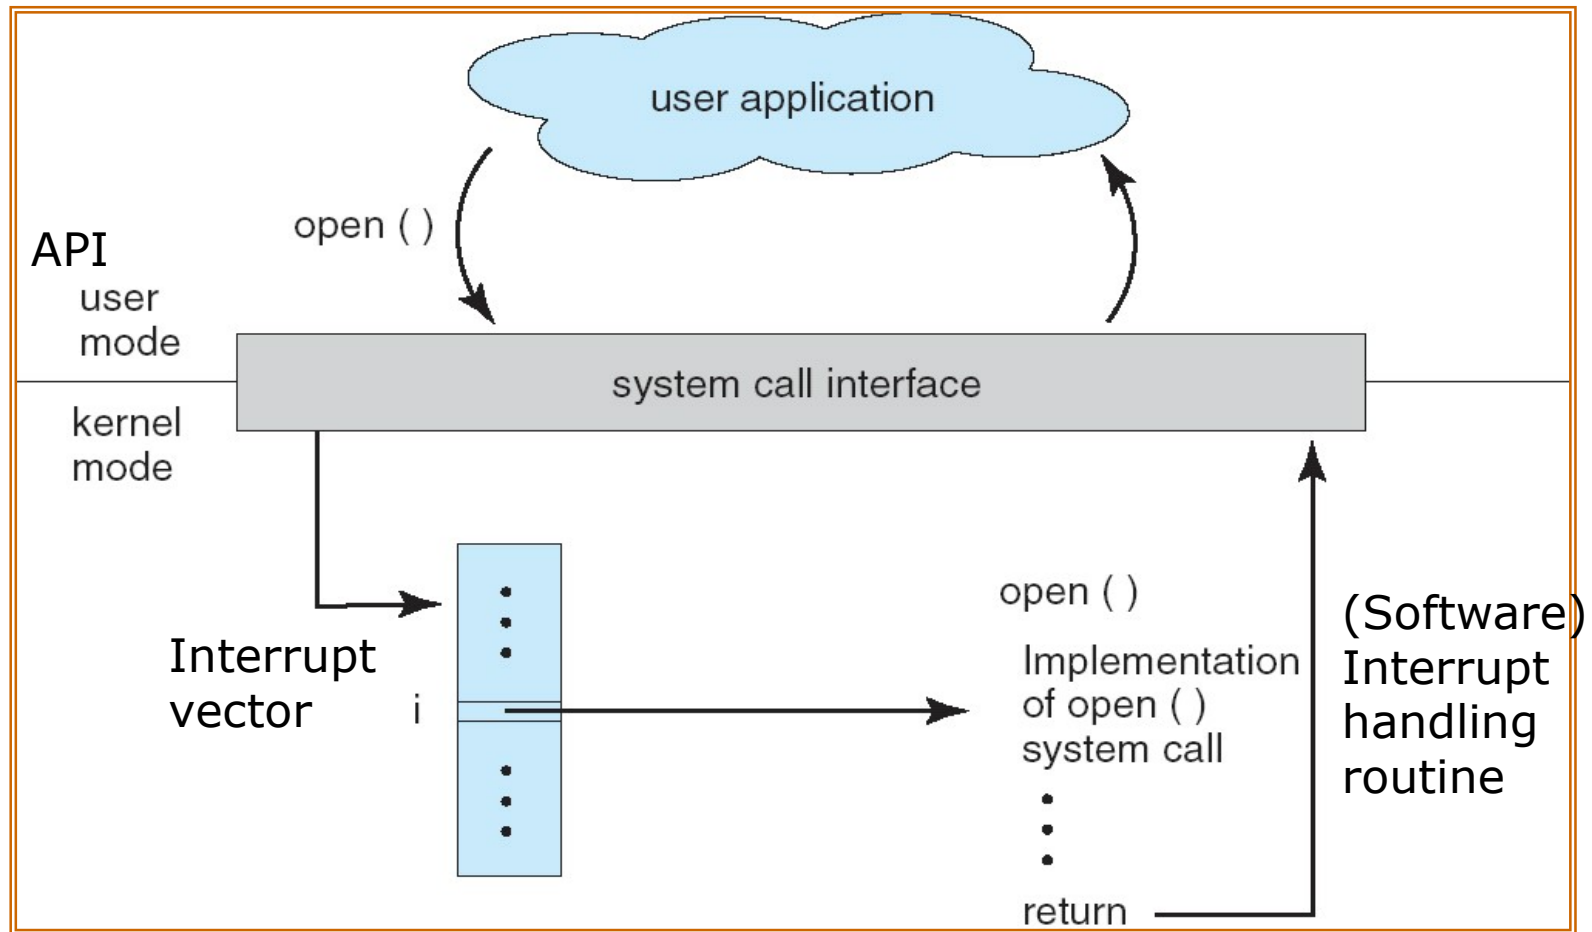 user application
open ( )
API
user
mode
system call interface
kernel
mode
open ( )
Interrupt
vector
i
Implementation
of open ( )
system call
(Software)
Interrupt
handling
routine
return